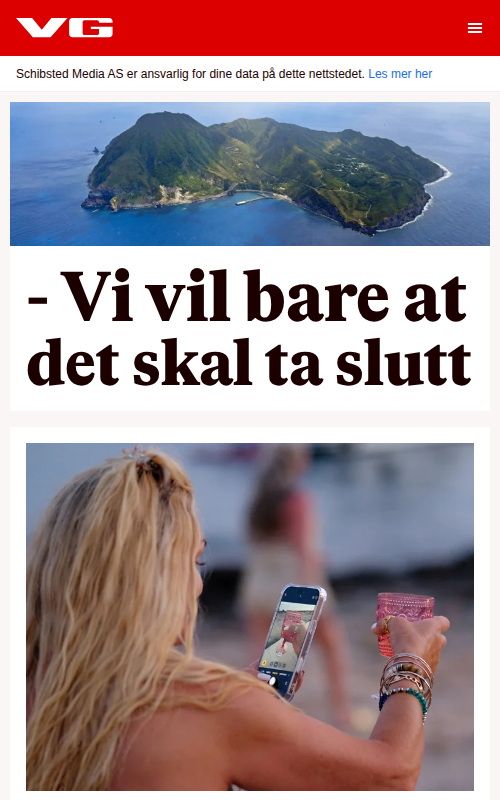 VG
Schibsted Media AS er ansvarlig for dine data på dette nettstedet. Les mer her
- Vi vil bare at
det skal ta slutt